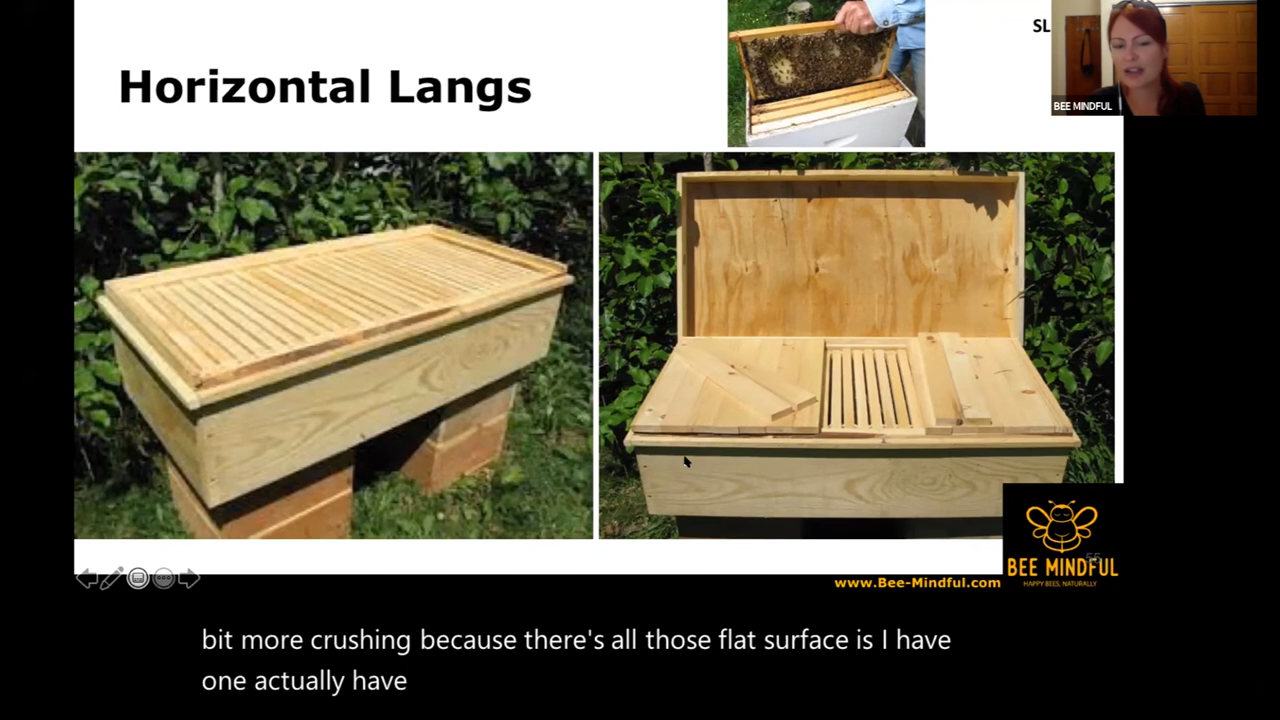 SL
Horizontal Langs
BEE MINDFUL
55
BEE MINDFUL
HAPPY BEES, NATURALLY
www.Bee-Mindful.com
bit more crushing because there's all those flat surface is I have
one actually have